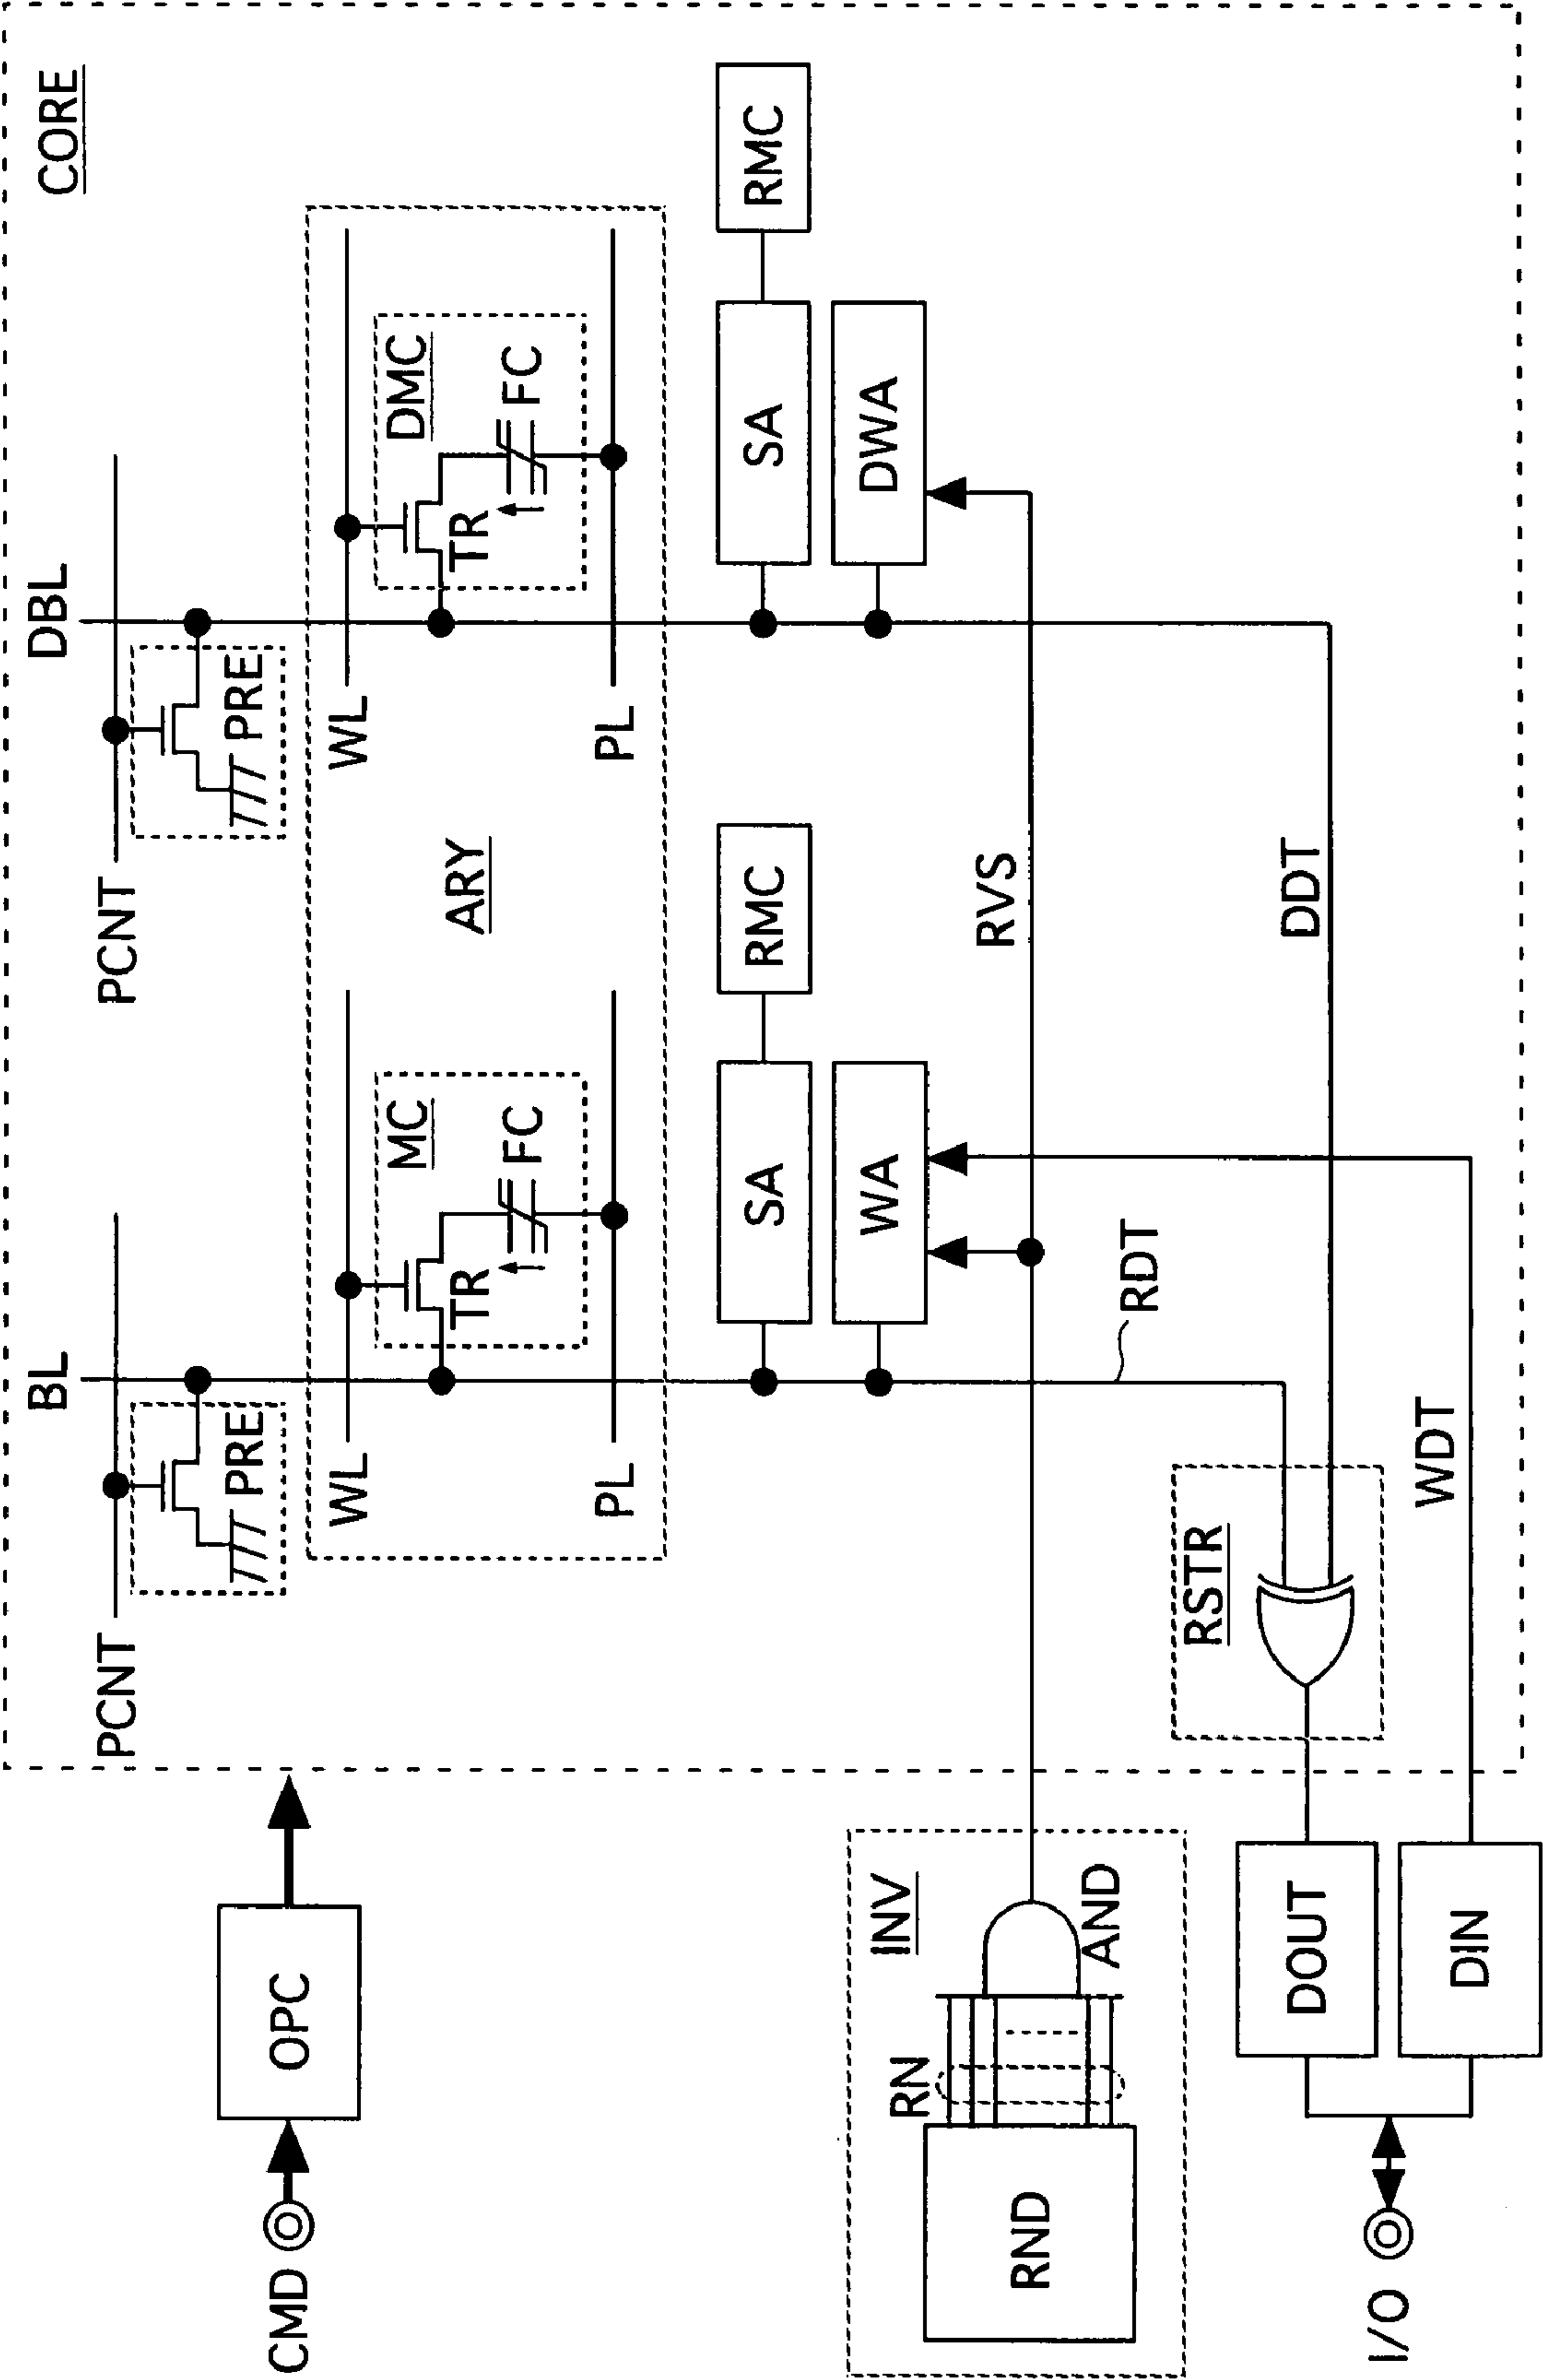 CORE
BL
DBL
PCNT
PCNT
PRE
PRE
WL
WL
MC
DMC
TR
FC
TR
FC
ARY
PL
PL
SA
RMC
SA
RMC
WA
DWA
RVS
RDT
DDT
RSTR
WDT
CMD
OPC
INV
RN
AND
RND
DOUT
DIN
I/O